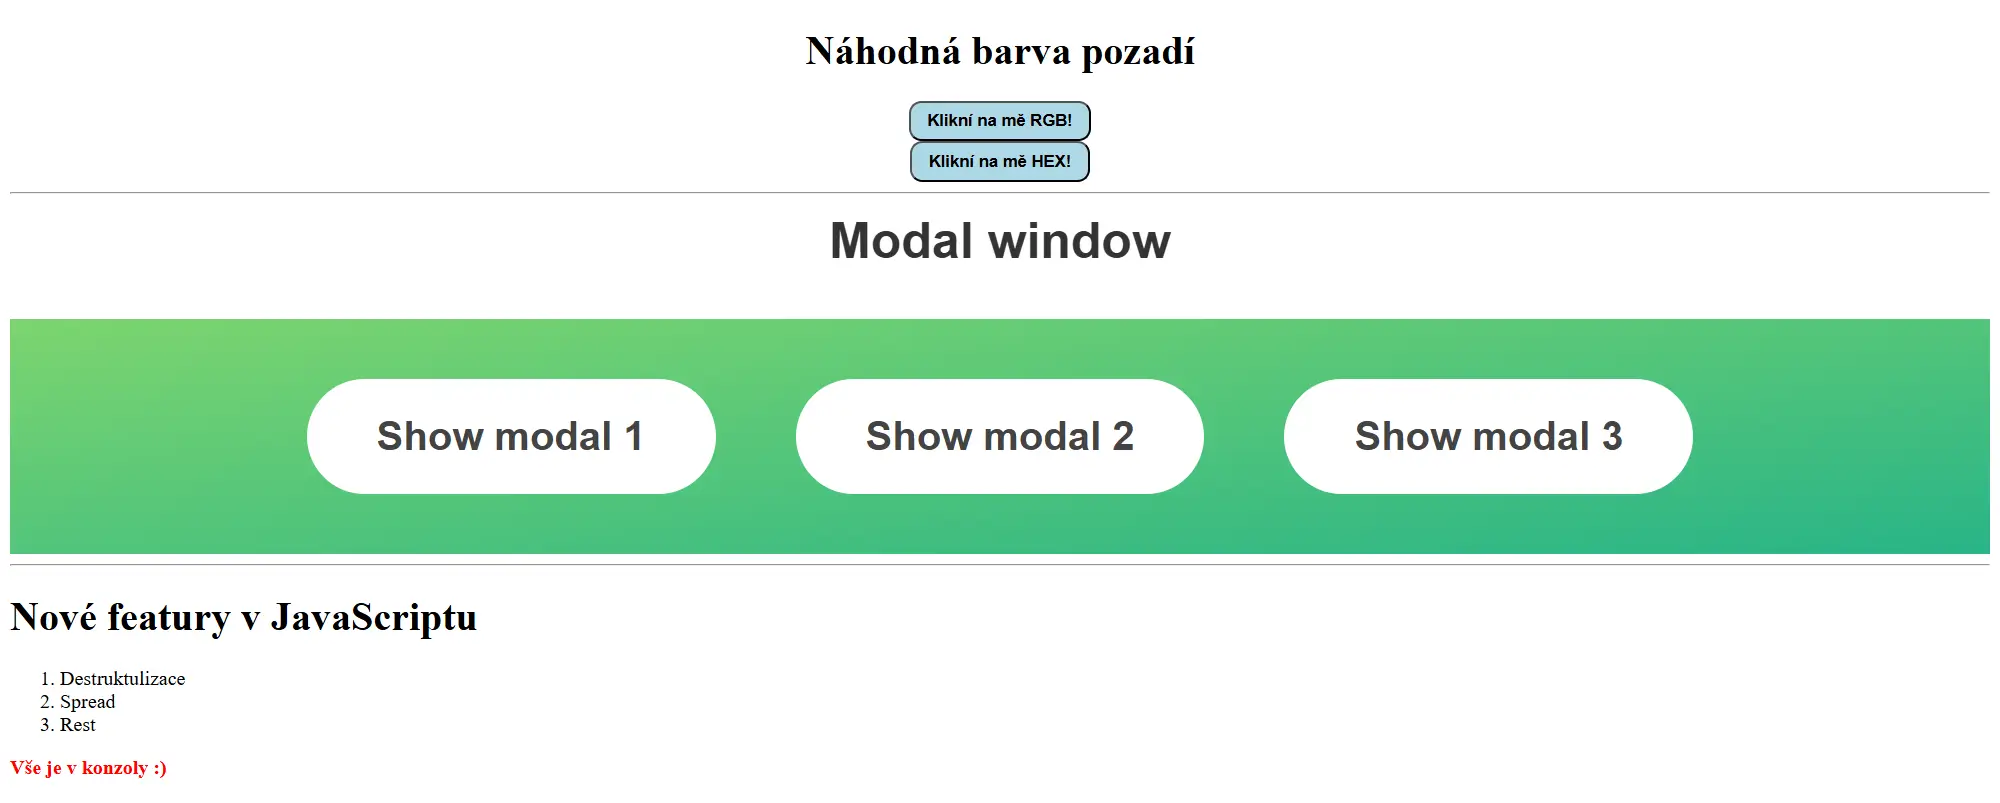 Náhodná barva pozadí
Klikní na mě RGB!
Klikní na mě HEX!
Modal window
Show modal 1 Show modal 2 Show modal 3
Nové featury v JavaScriptu
1. Destruktulizace
2. Spread
3. Rest
Vše je v konzoly :)